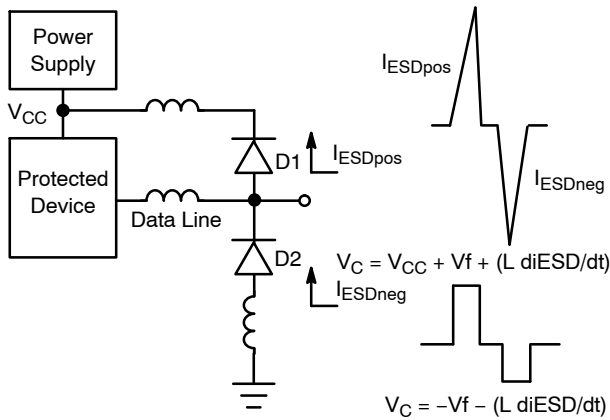 Power
Supply
V_CC
Protected
Device
Data Line
D1
I_ESDpos
D2
I_ESDneg
I_ESDpos
I_ESDneg
V_C = V_CC + Vf + (L diESD/dt)
V_C = −Vf − (L diESD/dt)